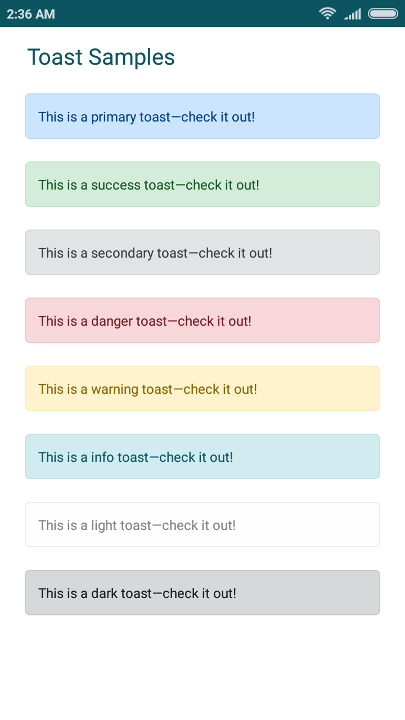 2:36 AM
Toast Samples
This is a primary toast—check it out!
This is a success toast—check it out!
This is a secondary toast—check it out!
This is a danger toast—check it out!
This is a warning toast—check it out!
This is a info toast—check it out!
This is a light toast—check it out!
This is a dark toast—check it out!